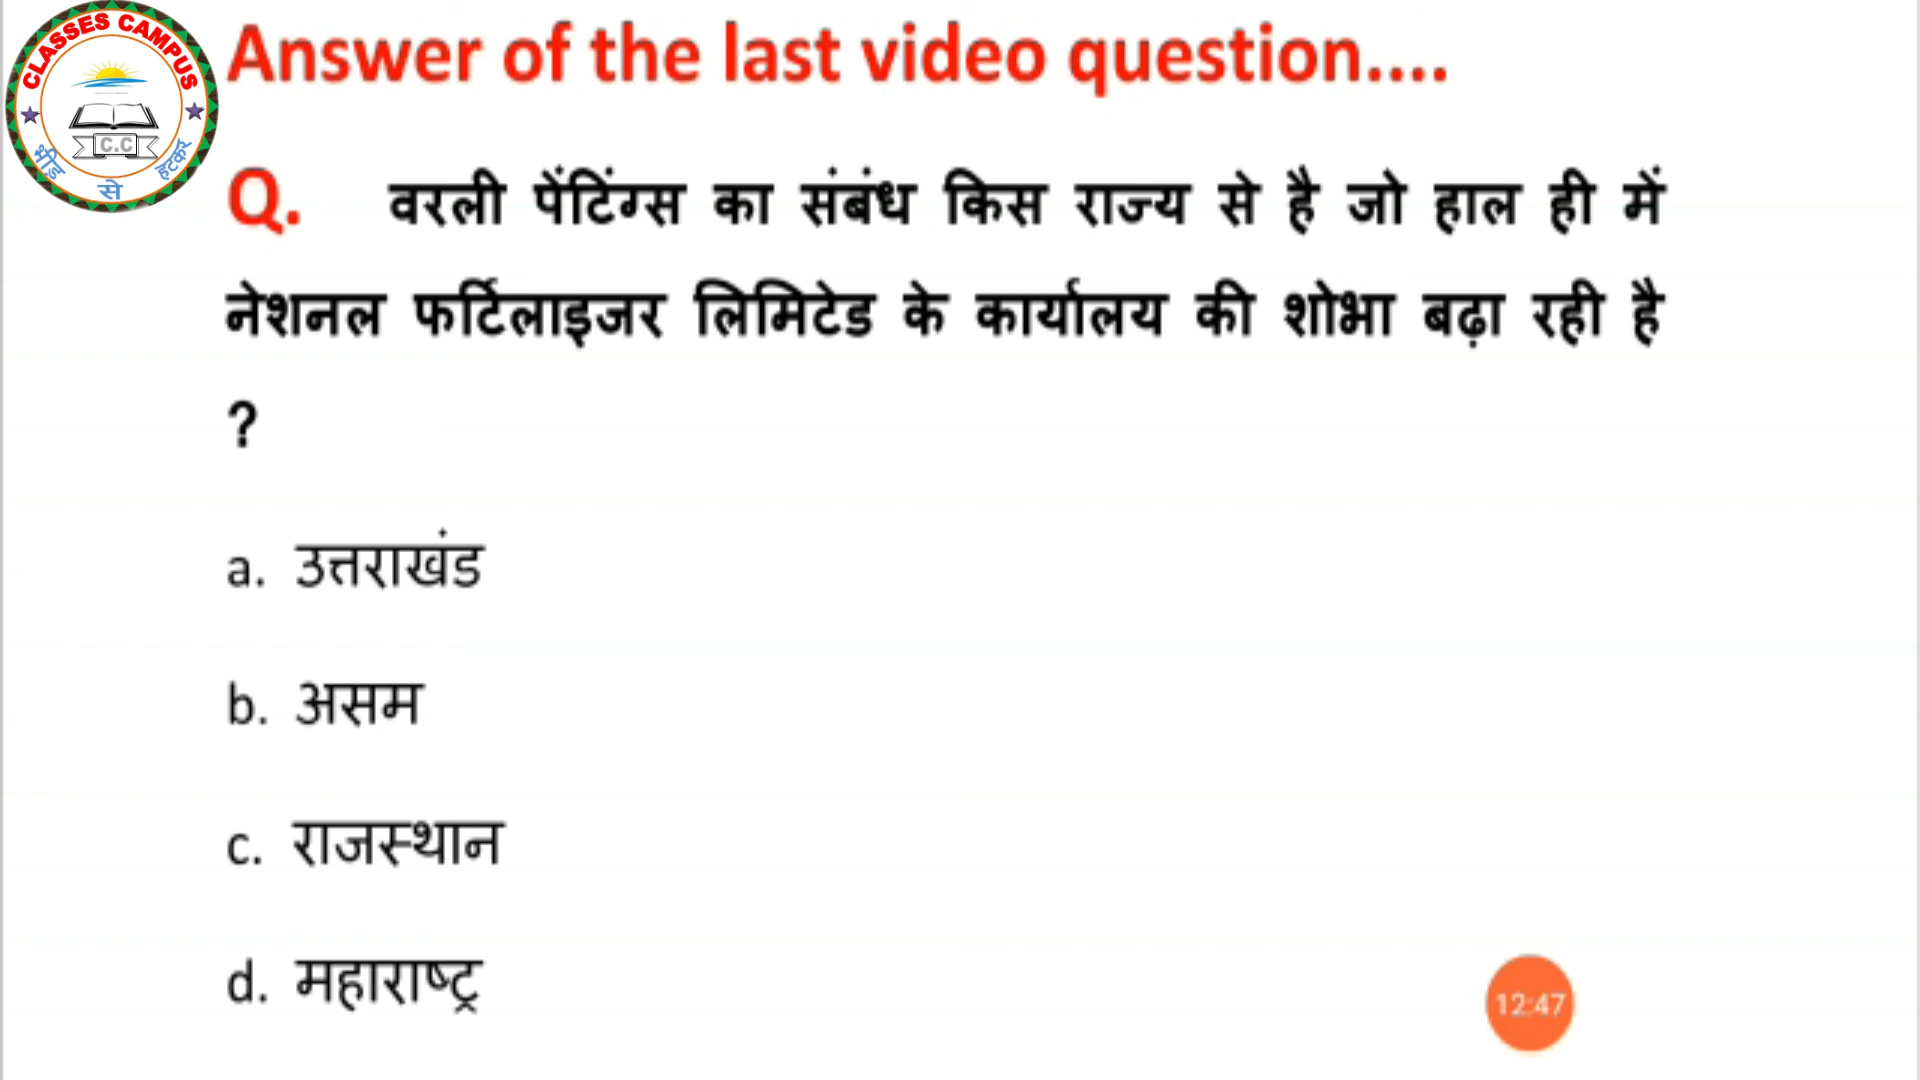 CLASSES CAMPUS
C.C
भीड़ से हटकर
Answer of the last video question....
Q. वरली पेंटिंग्स का संबंध किस राज्य से है जो हाल ही में
नेशनल फर्टिलाइजर लिमिटेड के कार्यालय की शोभा बढ़ा रही है
?
a. उत्तराखंड
b. असम
c. राजस्थान
d. महाराष्ट्र
12:47